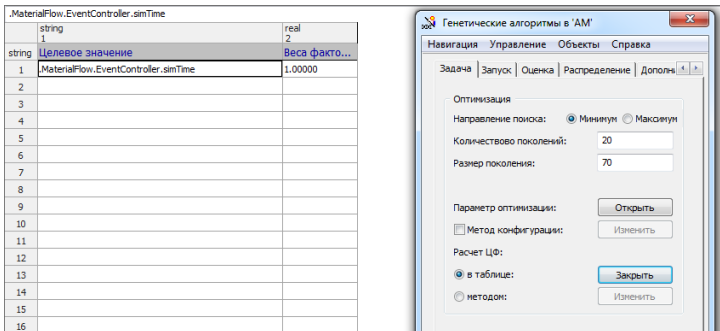 .MaterialFlow.EventController.simTime
string
1
real
2
string
Целевое значение
Веса факто...
1
.MaterialFlow.EventController.simTime
1.00000
2
3
4
5
6
7
8
9
10
11
12
13
14
15
16
Генетические алгоритмы в 'AM'
Навигация Управление Объекты Справка
Задача Запуск Оценка Распределение Дополн
Оптимизация
Направление поиска: Минимум Максимум
Количествово поколений: 20
Размер поколения: 70
Параметр оптимизации: Открыть
Метод конфигурации: Изменить
Расчет ЦФ:
в таблице: Закрыть
методом: Изменить